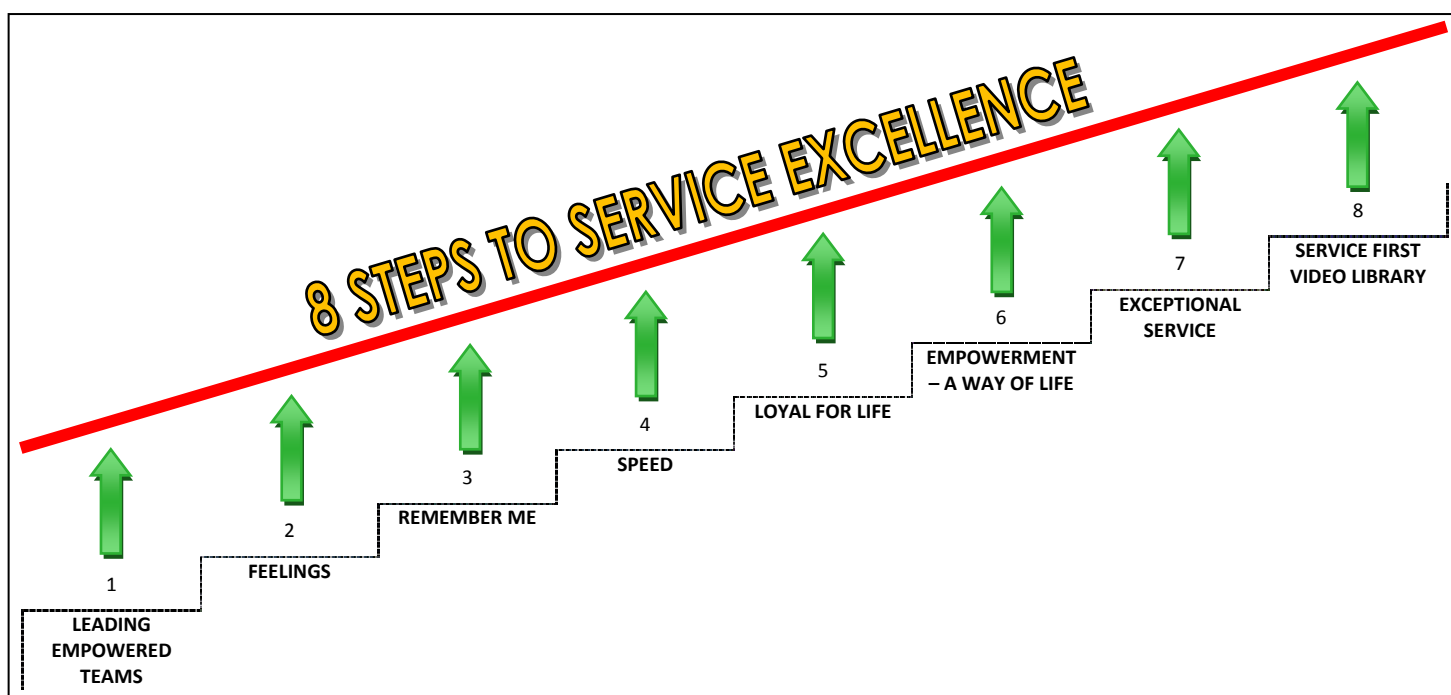 8 STEPS TO SERVICE EXCELLENCE
1
LEADING
EMPOWERED
TEAMS
2
FEELINGS
3
REMEMBER ME
4
SPEED
5
LOYAL FOR LIFE
6
EMPOWERMENT
– A WAY OF LIFE
7
EXCEPTIONAL
SERVICE
8
SERVICE FIRST
VIDEO LIBRARY